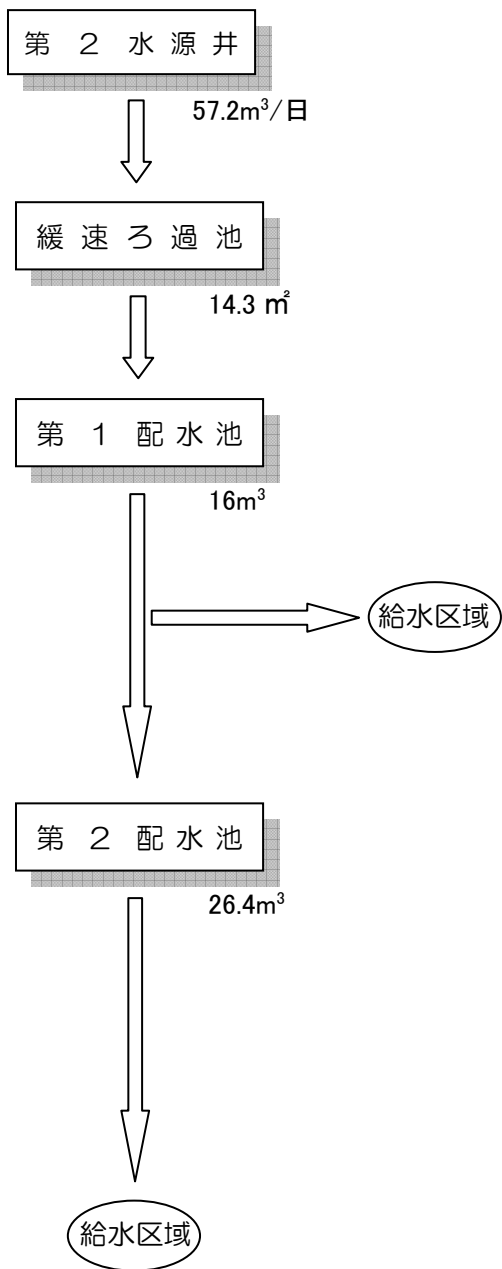 第２水源井
57.2m³/日
緩速ろ過池
14.3 ㎡
第１配水池
16m³
給水区域
第２配水池
26.4m³
給水区域